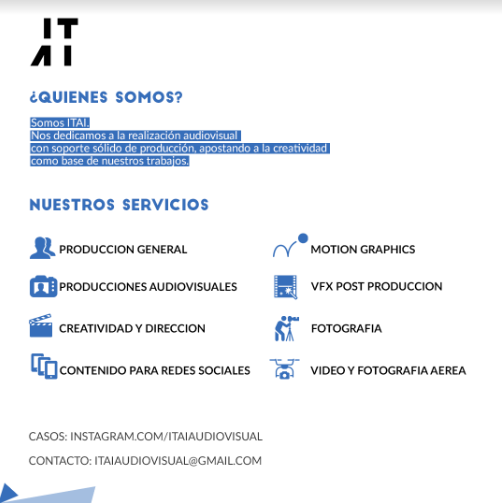 IT
AI
¿QUIENES SOMOS?
Somos ITAI.
Nos dedicamos a la realización audiovisual
con soporte sólido de producción, apostando a la creatividad
como base de nuestros trabajos.
NUESTROS SERVICIOS
PRODUCCION GENERAL
PRODUCCIONES AUDIOVISUALES
CREATIVIDAD Y DIRECCION
CONTENIDO PARA REDES SOCIALES
MOTION GRAPHICS
VFX POST PRODUCCION
FOTOGRAFIA
VIDEO Y FOTOGRAFIA AEREA
CASOS: INSTAGRAM.COM/ITAIAUDIOVISUAL
CONTACTO: ITAIAUDIOVISUAL@GMAIL.COM